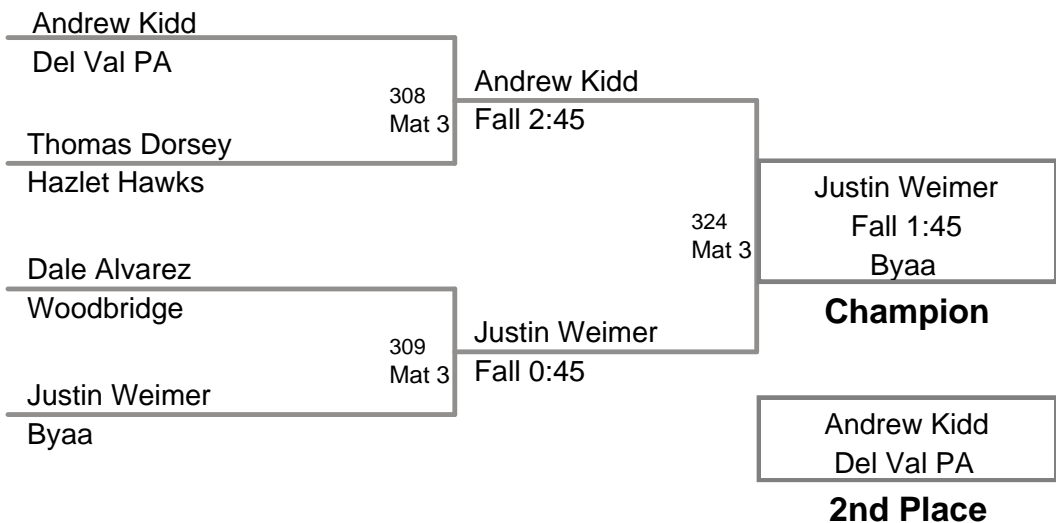 Andrew Kidd
Del Val PA
308
Mat 3
Andrew Kidd
Fall 2:45
Thomas Dorsey
Hazlet Hawks
324
Mat 3
Justin Weimer
Fall 1:45
Byaa
Champion
Dale Alvarez
Woodbridge
309
Mat 3
Justin Weimer
Fall 0:45
Justin Weimer
Byaa
Andrew Kidd
Del Val PA
2nd Place